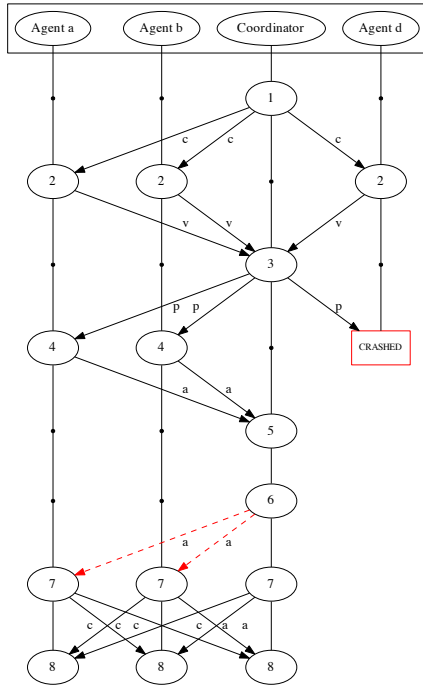 Agent a Agent b Coordinator Agent d
1
c c c
2 2 2
v v v
3
p p p
4 4 CRASHED
a a
5
6
a a
7 7 7
c c c c a a
8 8 8